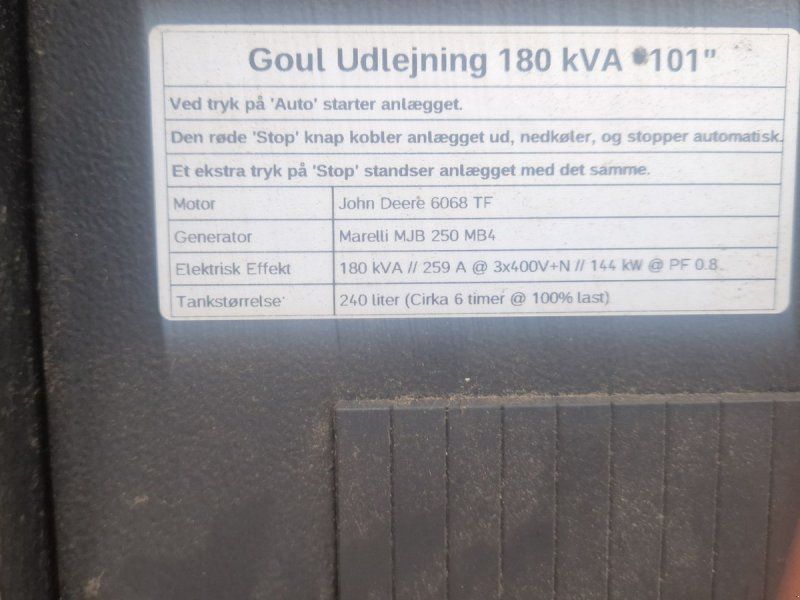 Goul Udlejning 180 kVA "101"
Ved tryk på 'Auto' starter anlægget.
Den røde 'Stop' knap kobler anlægget ud, nedkøler, og stopper automatisk.
Et ekstra tryk på 'Stop' standser anlægget med det samme.
Motor John Deere 6068 TF
Generator Marelli MJB 250 MB4
Elektrisk Effekt 180 kVA // 259 A @ 3x400V+N // 144 kW @ PF 0.8
Tankstørrelse 240 liter (Cirka 6 timer @ 100% last)